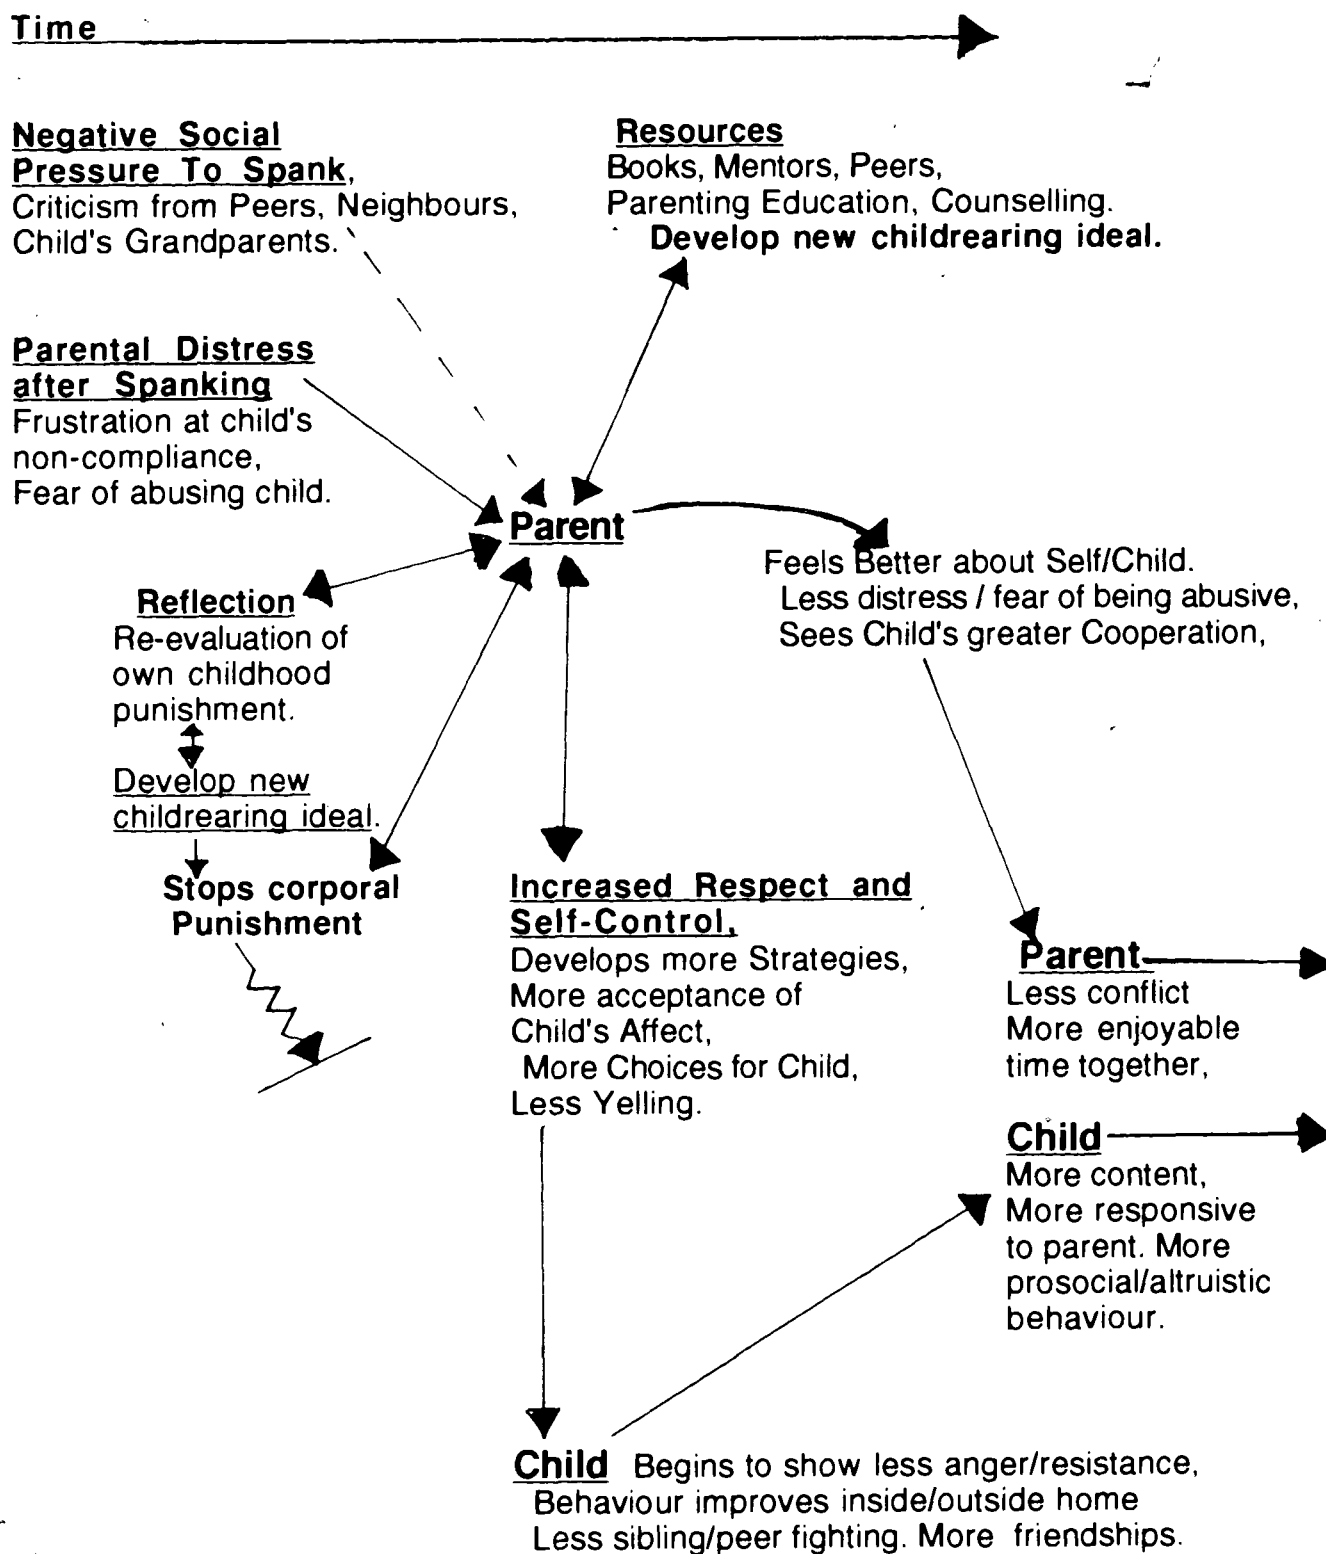 Time
Negative Social
Pressure To Spank,
Criticism from Peers, Neighbours,
Child's Grandparents.
Resources
Books, Mentors, Peers,
Parenting Education, Counselling.
Develop new childrearing ideal.
Parental Distress
after Spanking
Frustration at child's
non-compliance,
Fear of abusing child.
Parent
Feels Better about Self/Child.
Less distress / fear of being abusive,
Sees Child's greater Cooperation,
Reflection
Re-evaluation of
own childhood
punishment.
Develop new
childrearing ideal.
Stops corporal
Punishment
Increased Respect and
Self-Control,
Develops more Strategies,
More acceptance of
Child's Affect,
More Choices for Child,
Less Yelling.
Parent
Less conflict
More enjoyable
time together,
Child
More content,
More responsive
to parent. More
prosocial/altruistic
behaviour.
Child Begins to show less anger/resistance,
Behaviour improves inside/outside home
Less sibling/peer fighting. More friendships.